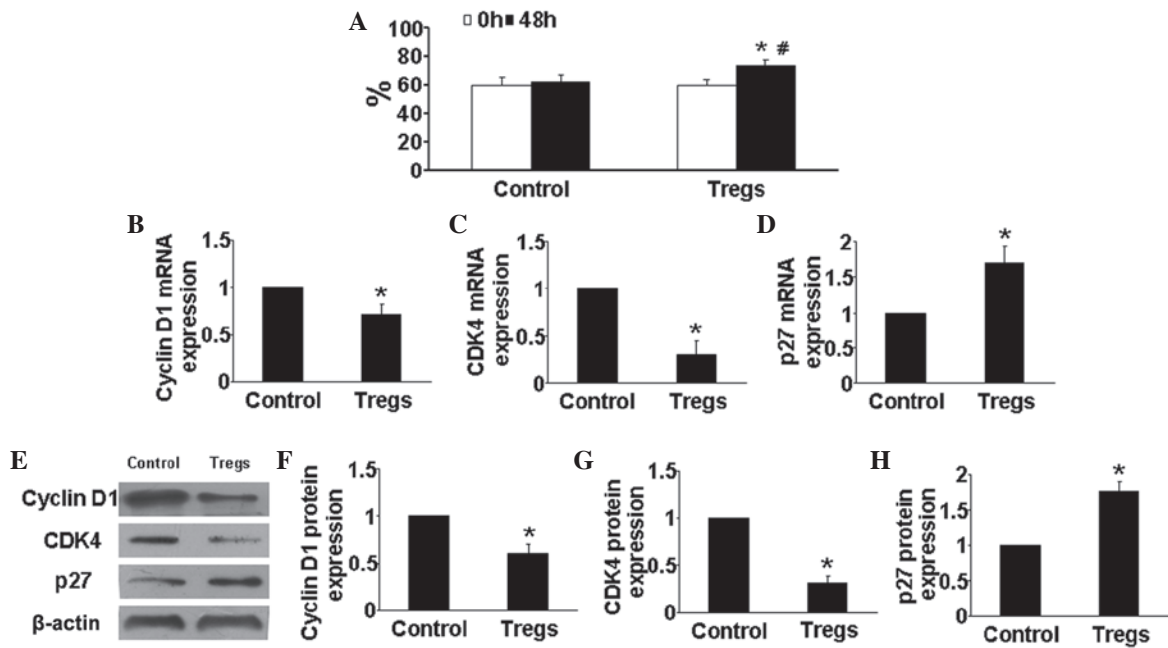 A
0h 48h
100
80
60
40
20
0
%
* #
Control Tregs
B
Cyclin D1 mRNA
expression
1.5
1
0.5
0
*
Control Tregs
C
CDK4 mRNA
expression
1.5
1
0.5
0
*
Control Tregs
D
p27 mRNA
expression
2
1.5
1
0.5
0
*
Control Tregs
E
Control Tregs
Cyclin D1
CDK4
p27
β-actin
F
Cyclin D1 protein
expression
1.5
1
0.5
0
*
Control Tregs
G
CDK4 protein
expression
1.5
1
0.5
0
*
Control Tregs
H
p27 protein
expression
2
1.5
1
0.5
0
*
Control Tregs